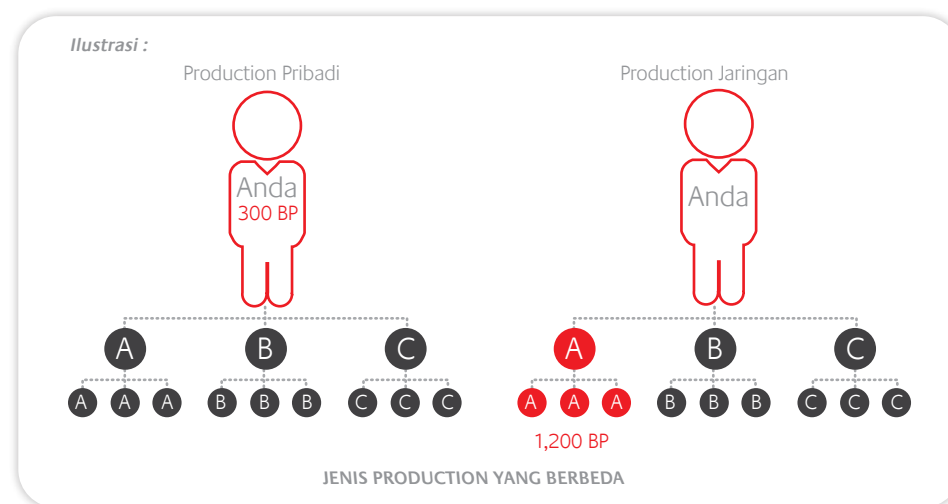 Ilustrasi :
Production Pribadi
Anda
300 BP
A B C
A A A B B B C C C
Production Jaringan
Anda
A B C
A A A B B B C C C
1,200 BP
JENIS PRODUCTION YANG BERBEDA